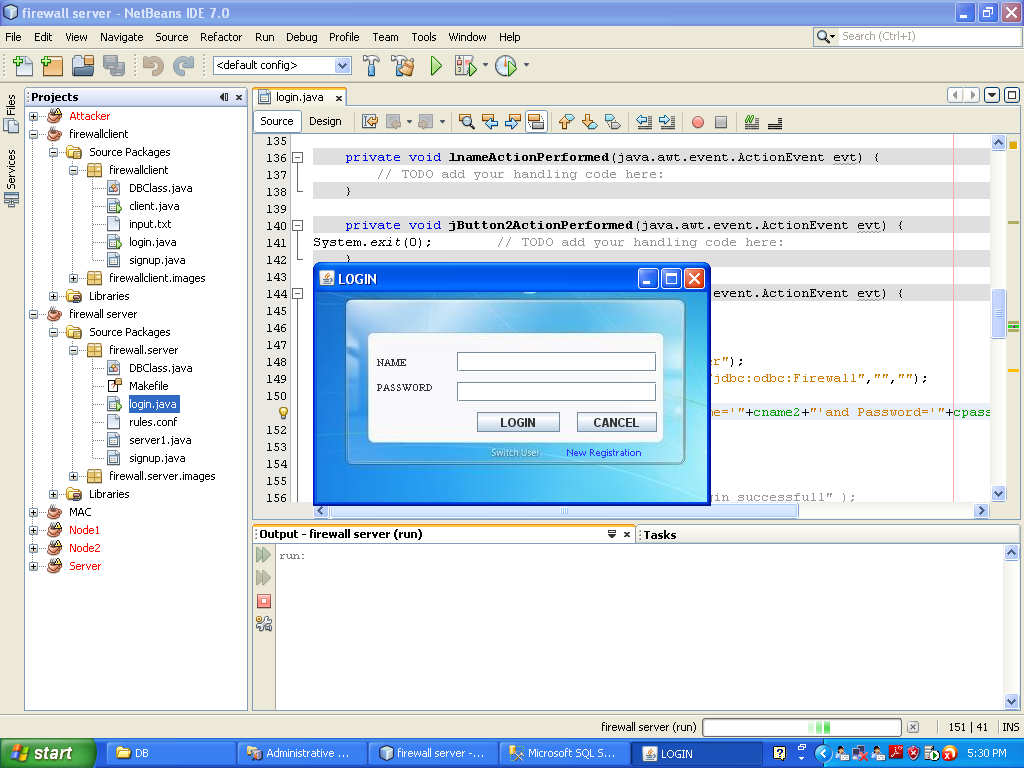 firewall server - NetBeans IDE 7.0
File Edit View Navigate Source Refactor Run Debug Profile Team Tools Window Help
Search (Ctrl+I)
<default config>
Files
Services
Projects
Attacker
firewallclient
Source Packages
firewallclient
DBClass.java
client.java
input.txt
login.java
signup.java
firewallclient.images
Libraries
firewall server
Source Packages
firewall.server
DBClass.java
Makefile
login.java
rules.conf
server1.java
signup.java
firewall.server.images
Libraries
MAC
Node1
Node2
Server
login.java
Source Design
135
136 private void lnameActionPerformed(java.awt.event.ActionEvent evt) {
137 // TODO add your handling code here:
138 }
139
140 private void jButton2ActionPerformed(java.awt.event.ActionEvent evt) {
141 System.exit(0); // TODO add your handling code here:
142 }
143
144 event.ActionEvent evt) {
145
146
147
148 er");
149 "jdbc:odbc:Firewall","","");
150
me='"+cname2+"'and Password='"+cpass
152
153
154
155
156 in successfull" );
LOGIN
NAME
PASSWORD
LOGIN CANCEL
Switch User New Registration
Output - firewall server (run)
Tasks
run:
firewall server (run)
151 | 41 INS
start
DB
Administrative ...
firewall server -...
Microsoft SQL S...
LOGIN
5:30 PM